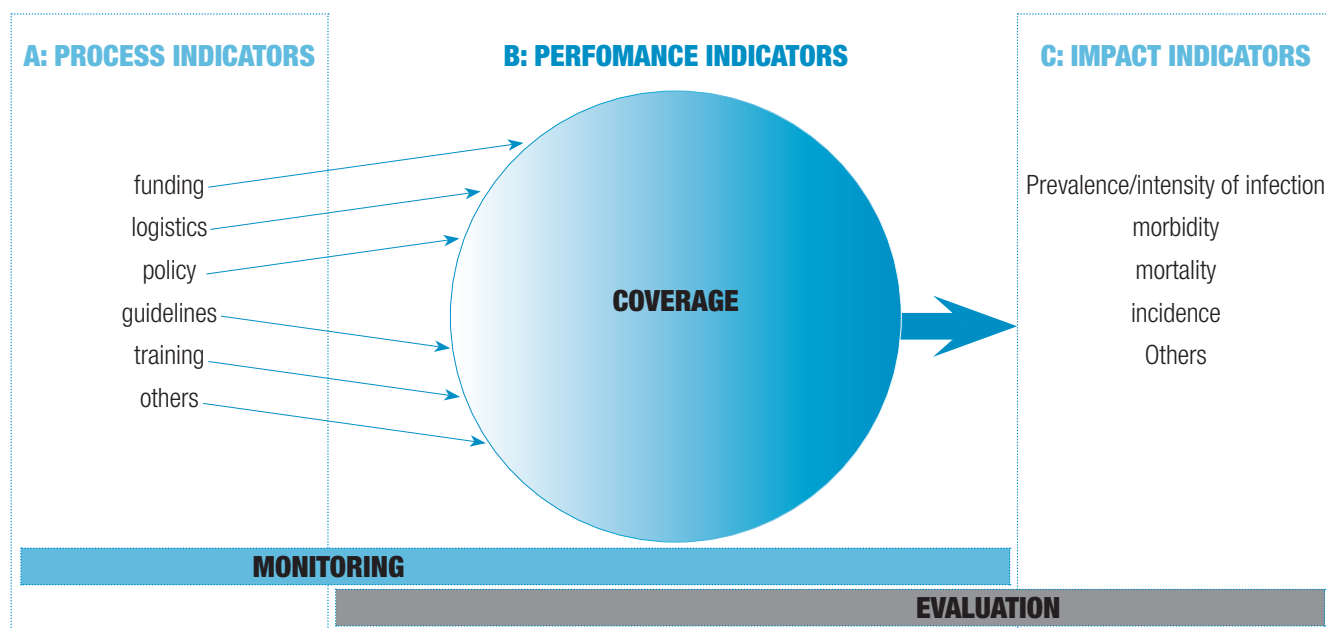 A: PROCESS INDICATORS
B: PERFOMANCE INDICATORS
C: IMPACT INDICATORS
funding
logistics
policy
guidelines
training
others
COVERAGE
Prevalence/intensity of infection
morbidity
mortality
incidence
Others
MONITORING
EVALUATION